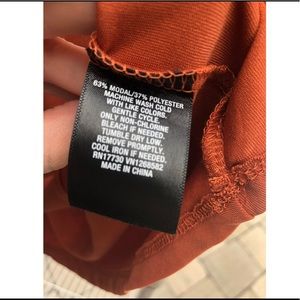 63% MODAL/37% POLYESTER
MACHINE WASH COLD
WITH LIKE COLORS.
GENTLE CYCLE.
ONLY NON-CHLORINE
BLEACH IF NEEDED.
TUMBLE DRY LOW.
REMOVE PROMPTLY.
COOL IRON IF NEEDED.
RN17730 VN1268582
MADE IN CHINA